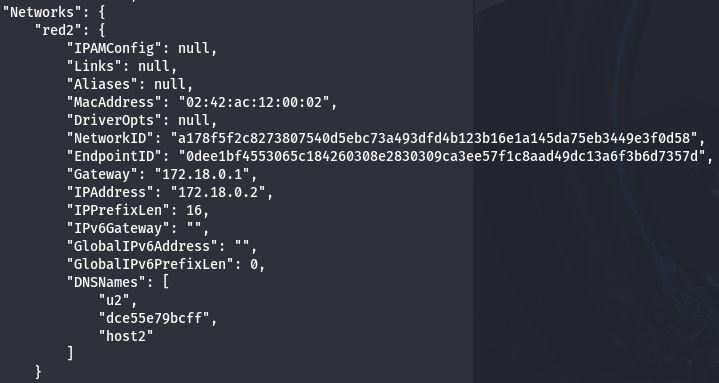 "Networks": {
"red2": {
"IPAMConfig": null,
"Links": null,
"Aliases": null,
"MacAddress": "02:42:ac:12:00:02",
"DriverOpts": null,
"NetworkID": "a178f5f2c8273807540d5ebc73a493dfd4b123b16e1a145da75eb3449e3f0d58",
"EndpointID": "0dee1bf4553065c184260308e2830309ca3ee57f1c8aad49dc13a6f3b6d7357d",
"Gateway": "172.18.0.1",
"IPAddress": "172.18.0.2",
"IPPrefixLen": 16,
"IPv6Gateway": "",
"GlobalIPv6Address": "",
"GlobalIPv6PrefixLen": 0,
"DNSNames": [
"u2",
"dce55e79bcff",
"host2"
]
}